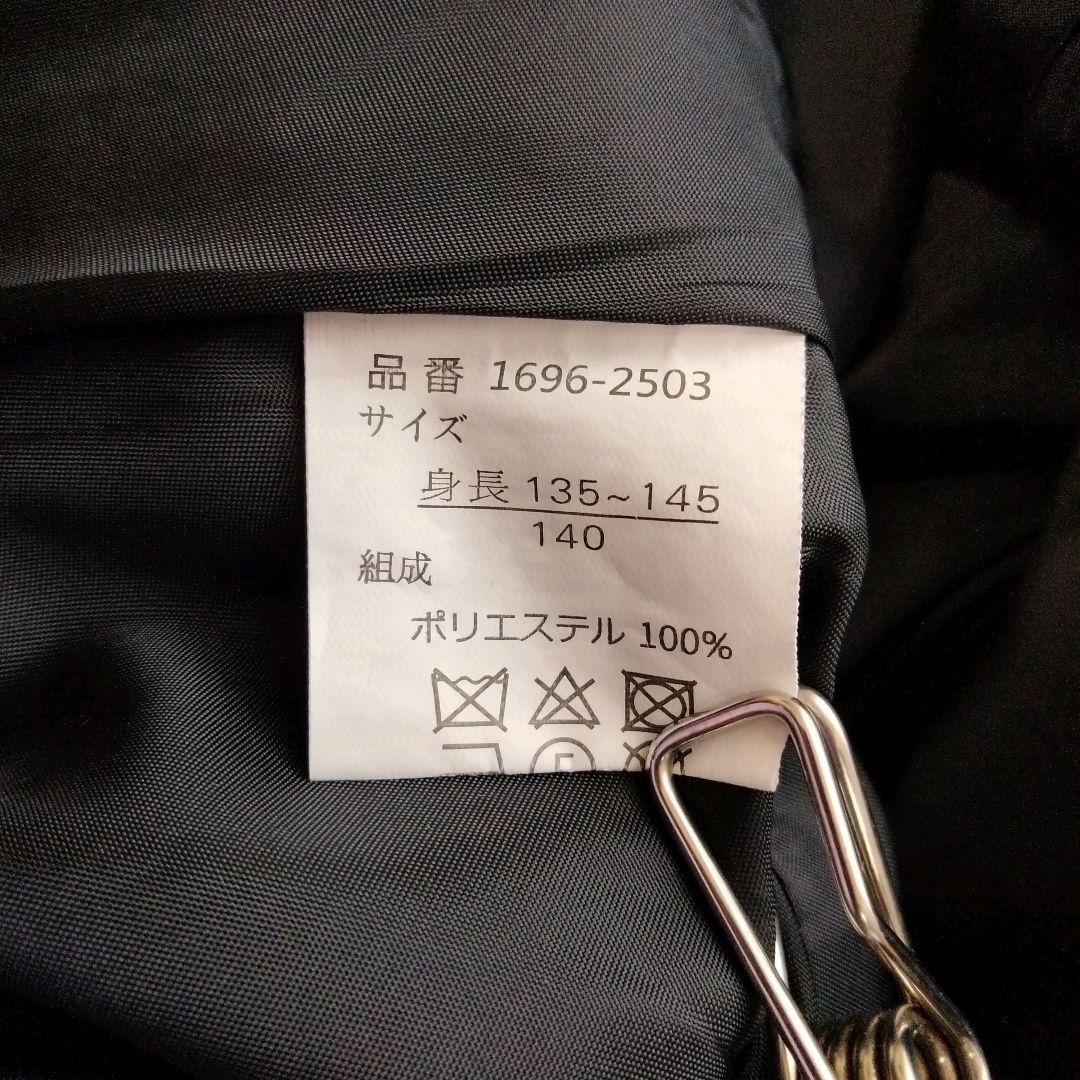 品番 1696-2503
サイズ
身長 135~145
140
組成
ポリエステル 100%